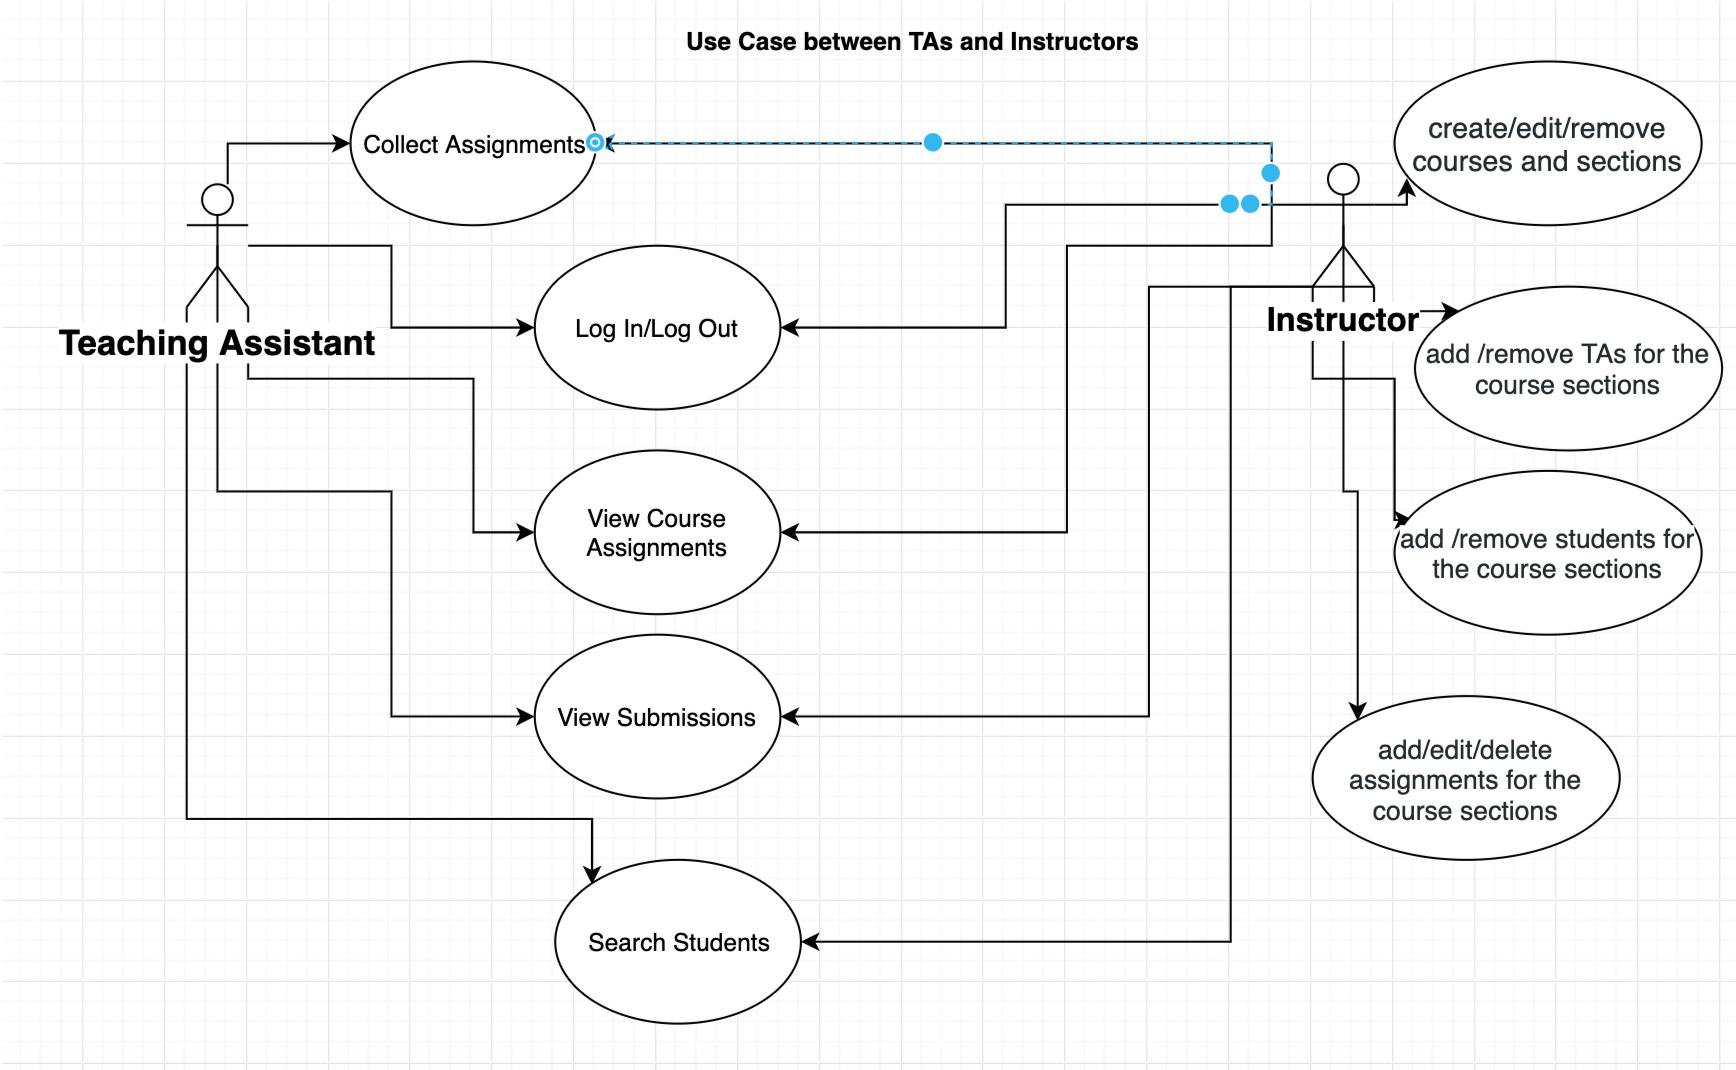 Use Case between TAs and Instructors
Collect Assignments
create/edit/remove
courses and sections
Log In/Log Out
Teaching Assistant
Instructor
add /remove TAs for the
course sections
View Course
Assignments
add /remove students for
the course sections
View Submissions
add/edit/delete
assignments for the
course sections
Search Students